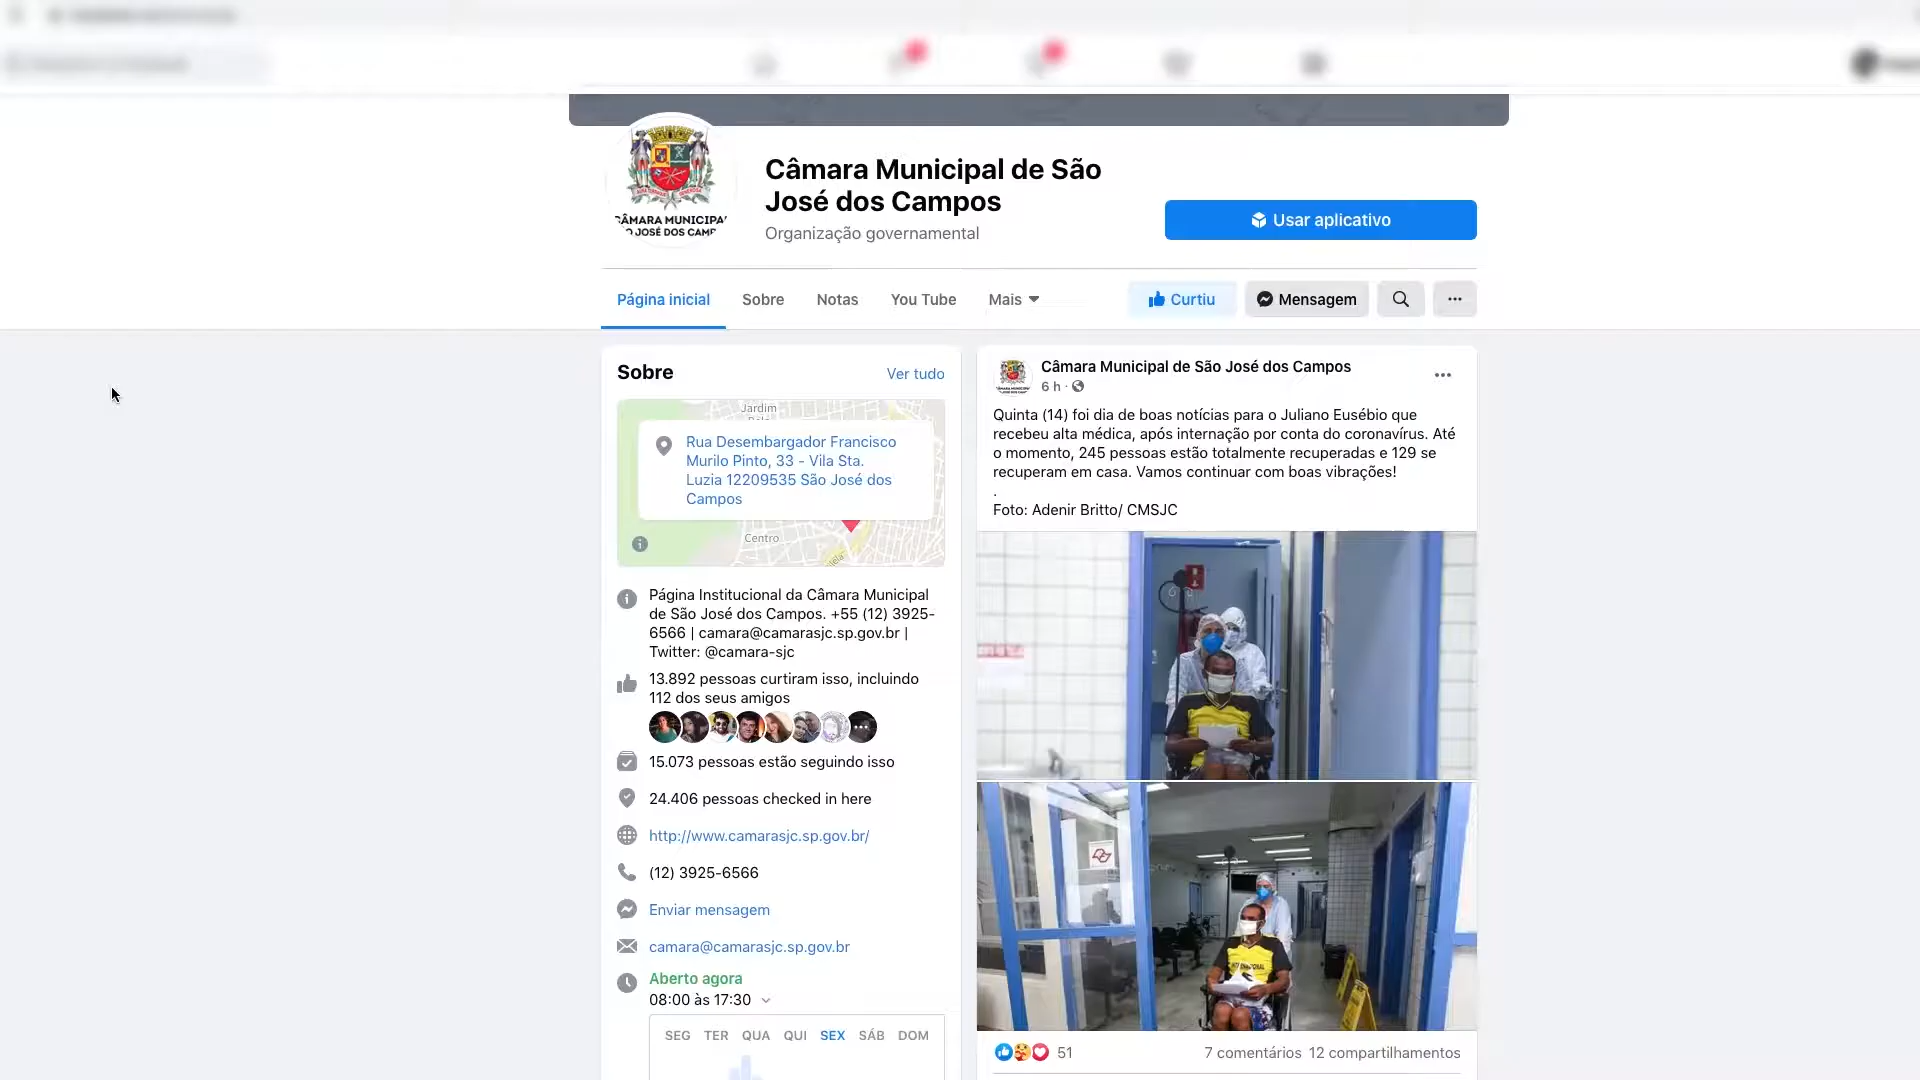 CÂMARA MUNICIPA
O JOSÉ DOS CAMP
Câmara Municipal de São
José dos Campos
Organização governamental
Usar aplicativo
Página inicial Sobre Notas You Tube Mais
Curtiu Mensagem
Sobre Ver tudo
Jardim
Rua Desembargador Francisco
Murilo Pinto, 33 - Vila Sta.
Luzia 12209535 São José dos
Campos
Centro
Página Institucional da Câmara Municipal
de São José dos Campos. +55 (12) 3925-
6566 | camara@camarasjc.sp.gov.br |
Twitter: @camara-sjc
13.892 pessoas curtiram isso, incluindo
112 dos seus amigos
15.073 pessoas estão seguindo isso
24.406 pessoas checked in here
http://www.camarasjc.sp.gov.br/
(12) 3925-6566
Enviar mensagem
camara@camarasjc.sp.gov.br
Aberto agora
08:00 às 17:30
SEG TER QUA QUI SEX SÁB DOM
Câmara Municipal de São José dos Campos
6 h ·
Quinta (14) foi dia de boas notícias para o Juliano Eusébio que
recebeu alta médica, após internação por conta do coronavírus. Até
o momento, 245 pessoas estão totalmente recuperadas e 129 se
recuperam em casa. Vamos continuar com boas vibrações!
.
Foto: Adenir Britto/ CMSJC
51 7 comentários 12 compartilhamentos